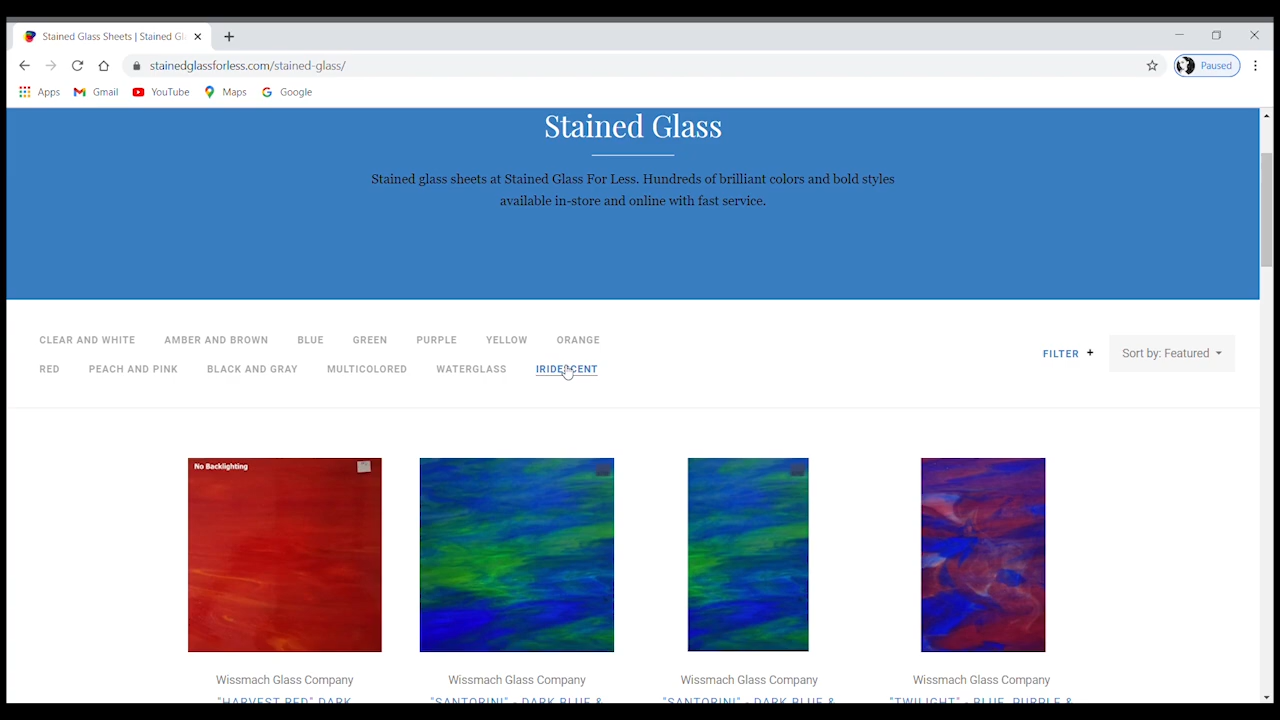 Stained Glass Sheets | Stained Gl
Paused
stainedglassforless.com/stained-glass/
Apps Gmail YouTube Maps Google
Stained Glass
Stained glass sheets at Stained Glass For Less. Hundreds of brilliant colors and bold styles
available in-store and online with fast service.
CLEAR AND WHITE AMBER AND BROWN BLUE GREEN PURPLE YELLOW ORANGE
RED PEACH AND PINK BLACK AND GRAY MULTICOLORED WATERGLASS IRIDESCENT
FILTER + Sort by: Featured
No Backlighting
Wissmach Glass Company Wissmach Glass Company Wissmach Glass Company Wissmach Glass Company
"HARVEST RED" DARK "SANTORINI" - DARK BLUE & "SANTORINI" - DARK BLUE & "TWILIGHT" - BLUE, PURPLE &